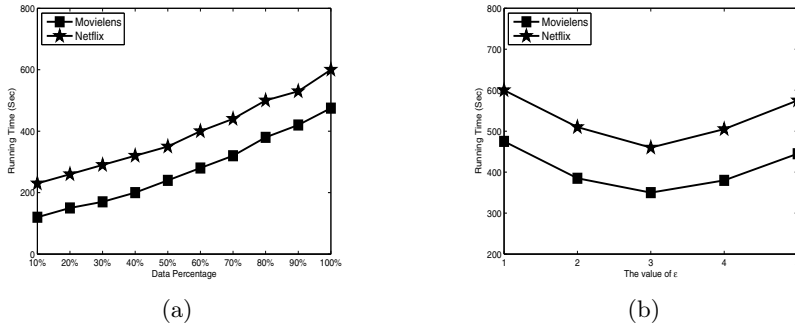 800
600
400
200
0
Running Time (Sec)
Movielens
Netflix
10% 20% 30% 40% 50% 60% 70% 80% 90% 100%
Data Percentage
(a)
800
700
600
500
400
300
200
Running Time (Sec)
Movielens
Netflix
1 2 3 4
The value of ε
(b)